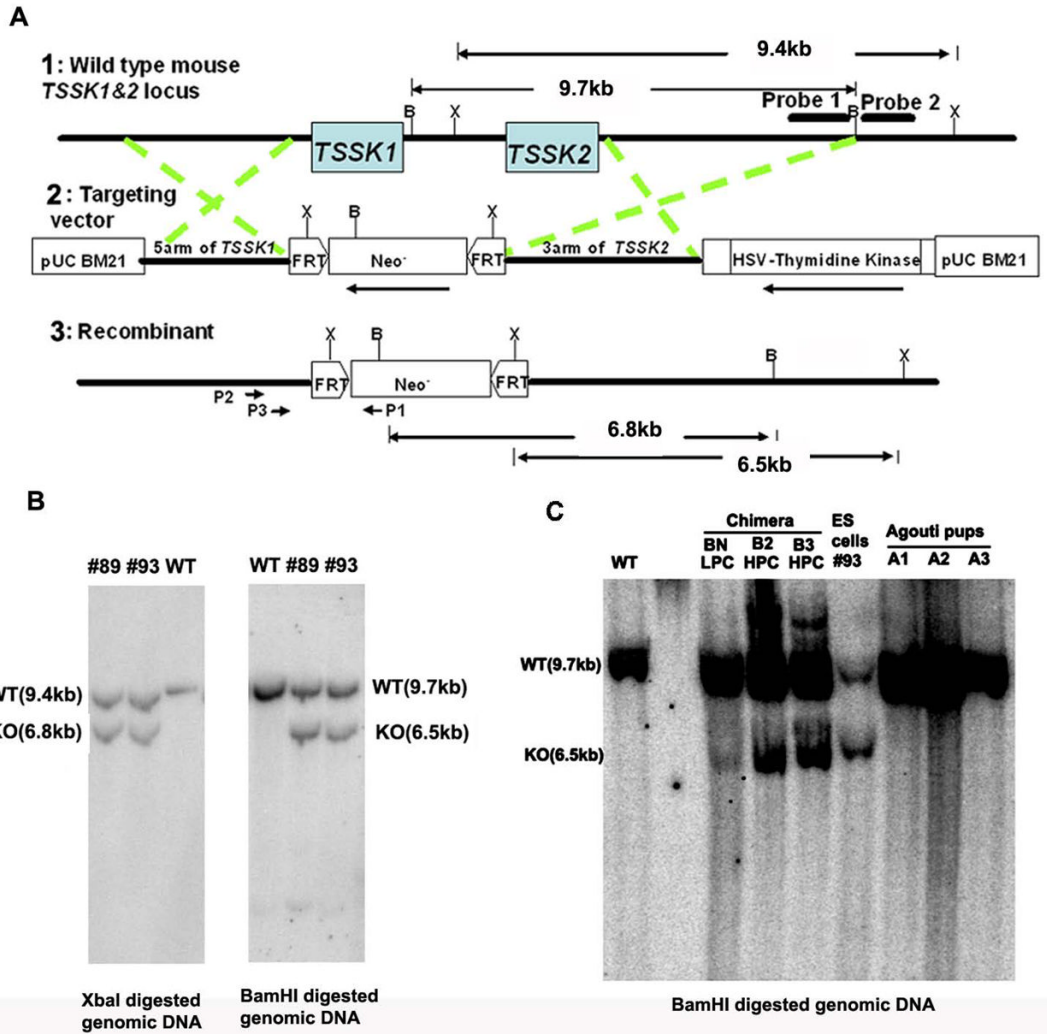 A
1: Wild type mouse
TSSK1&2 locus
9.4kb
9.7kb
Probe 1
Probe 2
B
X
B
X
TSSK1
TSSK2
2: Targeting
vector
X
B
X
pUC BM21
5arm of TSSK1
FRT
Neo-
FRT
3arm of TSSK2
HSV-Thymidine Kinase
pUC BM21
3: Recombinant
X
B
X
B
X
FRT
Neo-
FRT
P2
P3
P1
6.8kb
6.5kb
B
#89 #93 WT
WT #89 #93
WT(9.4kb)
KO(6.8kb)
WT(9.7kb)
KO(6.5kb)
XbaI digested
genomic DNA
BamHI digested
genomic DNA
C
Chimera
ES
cells
#93
Agouti pups
WT
BN
LPC
B2
HPC
B3
HPC
A1
A2
A3
WT(9.7kb)
KO(6.5kb)
BamHI digested genomic DNA